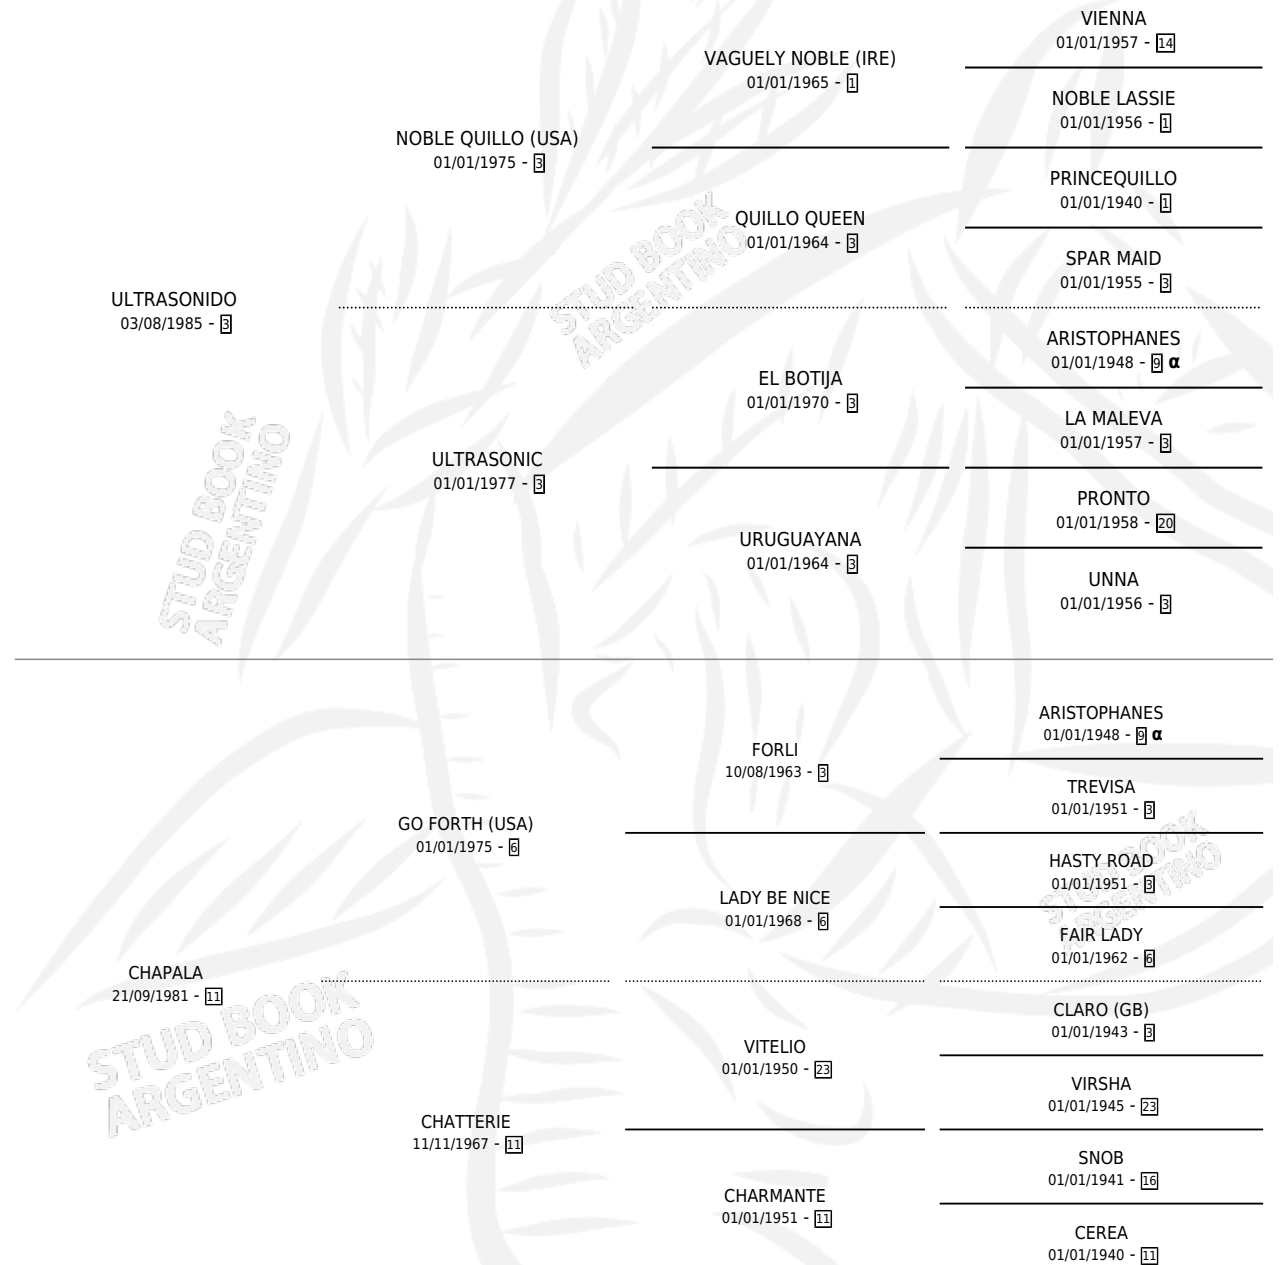 VIENNA
01/01/1957 - 14
VAGUELY NOBLE (IRE)
01/01/1965 - 1
NOBLE LASSIE
01/01/1956 - 1
NOBLE QUILLO (USA)
01/01/1975 - 3
PRINCEQUILLO
01/01/1940 - 1
QUILLO QUEEN
01/01/1964 - 3
SPAR MAID
01/01/1955 - 3
ULTRASONIDO
03/08/1985 - 3
ARISTOPHANES
01/01/1948 - 9 α
EL BOTIJA
01/01/1970 - 3
LA MALEVA
01/01/1957 - 3
ULTRASONIC
01/01/1977 - 3
PRONTO
01/01/1958 - 20
URUGUAYANA
01/01/1964 - 3
UNNA
01/01/1956 - 3
STUD BOOK
ARGENTINO
STUD BOOK
ARGENTINO
ARISTOPHANES
01/01/1948 - 9 α
FORLI
10/08/1963 - 3
TREVISA
01/01/1951 - 3
GO FORTH (USA)
01/01/1975 - 6
HASTY ROAD
01/01/1951 - 3
LADY BE NICE
01/01/1968 - 6
FAIR LADY
01/01/1962 - 6
CHAPALA
21/09/1981 - 11
CLARO (GB)
01/01/1943 - 3
VITELIO
01/01/1950 - 23
VIRSHA
01/01/1945 - 23
CHATTERIE
11/11/1967 - 11
SNOB
01/01/1941 - 16
CHARMANTE
01/01/1951 - 11
CEREA
01/01/1940 - 11
STUD BOOK
ARGENTINO
STUD BOOK
ARGENTINO